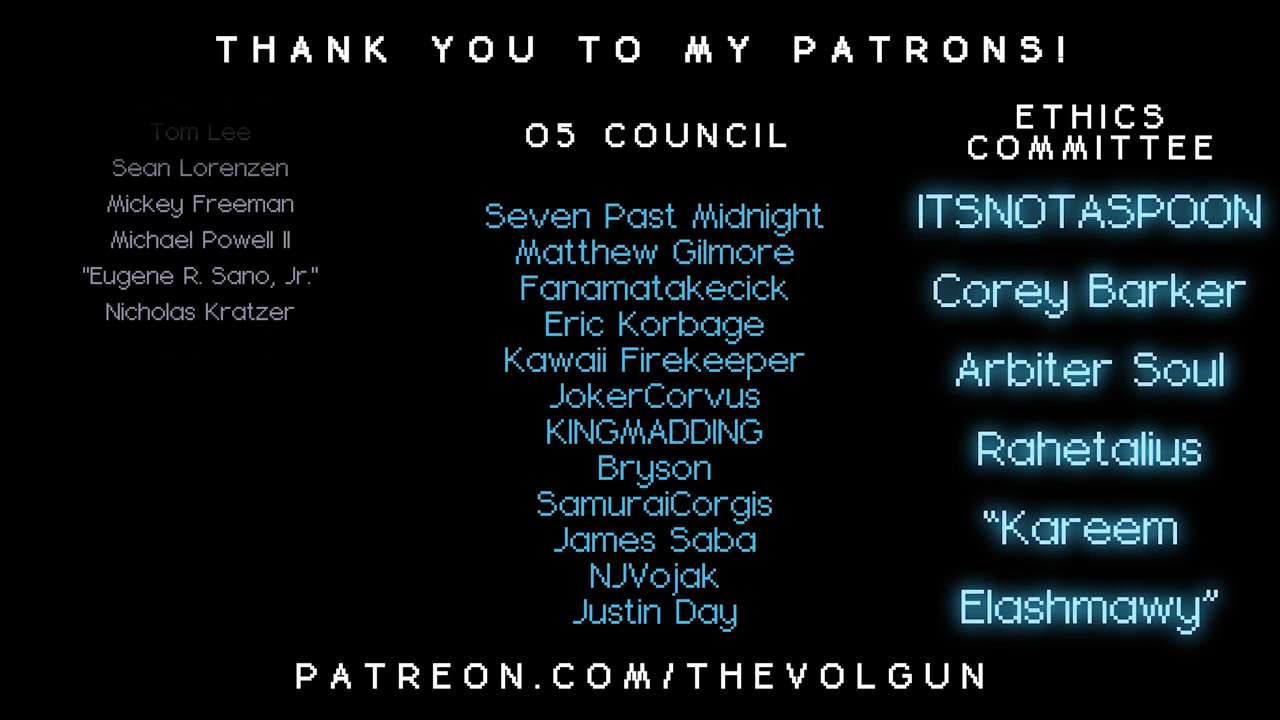 THANK YOU TO MY PATRONS!
Tom Lee
Sean Lorenzen
Mickey Freeman
Michael Powell II
"Eugene R. Sano, Jr."
Nicholas Kratzer
O5 COUNCIL
Seven Past Midnight
Matthew Gilmore
Fanamatakecick
Eric Korbage
Kawaii Firekeeper
JokerCorvus
KINGMADDING
Bryson
SamuraiCorgis
James Saba
NJVojak
Justin Day
ETHICS
COMMITTEE
ITSNOTASPOON
Corey Barker
Arbiter Soul
Rahetalius
“Kareem
Elashmawy”
PATREON.COM/THEVOLGUN